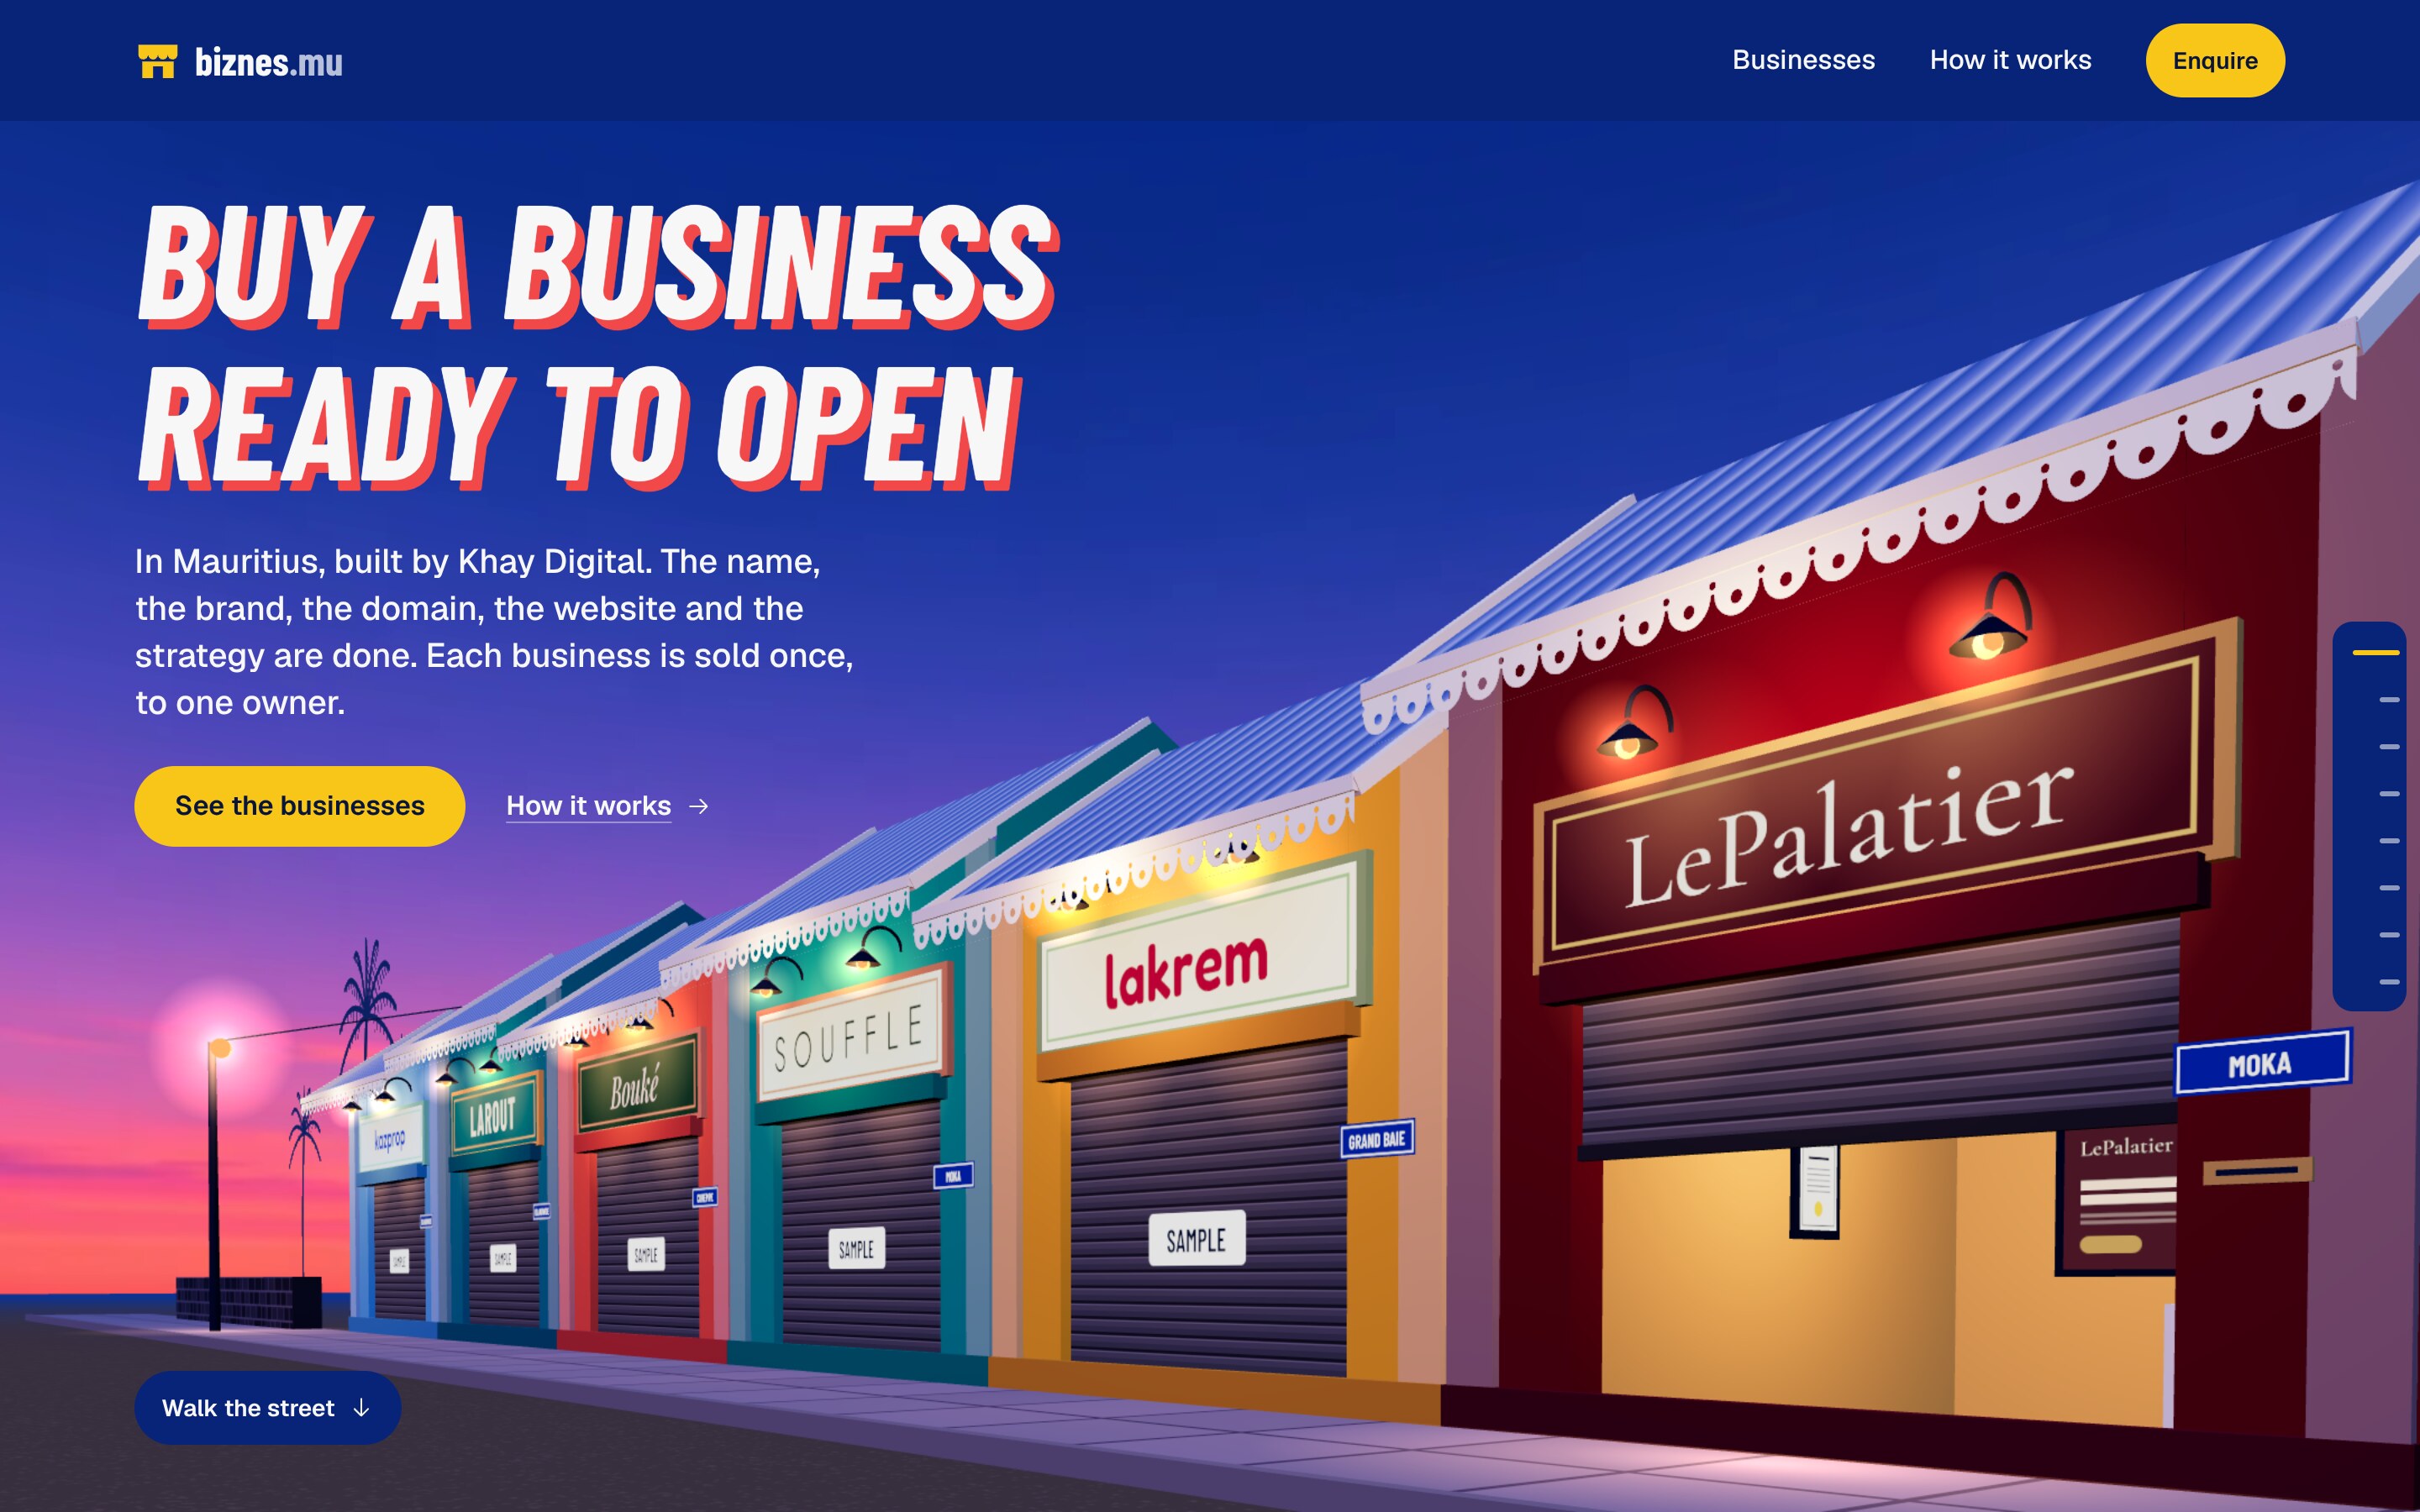 biznes.mu
Businesses
How it works
Enquire
BUY A BUSINESS
READY TO OPEN
In Mauritius, built by Khay Digital. The name,
the brand, the domain, the website and the
strategy are done. Each business is sold once,
to one owner.
See the businesses
How it works
LePalatier
lakrem
SOUFFLE
Bouké
LAROUT
kazprop
MOKA
GRAND BAIE
MOKA
CUREPIPE
LePalatier
SAMPLE
SAMPLE
SAMPLE
SAMPLE
SAMPLE
Walk the street